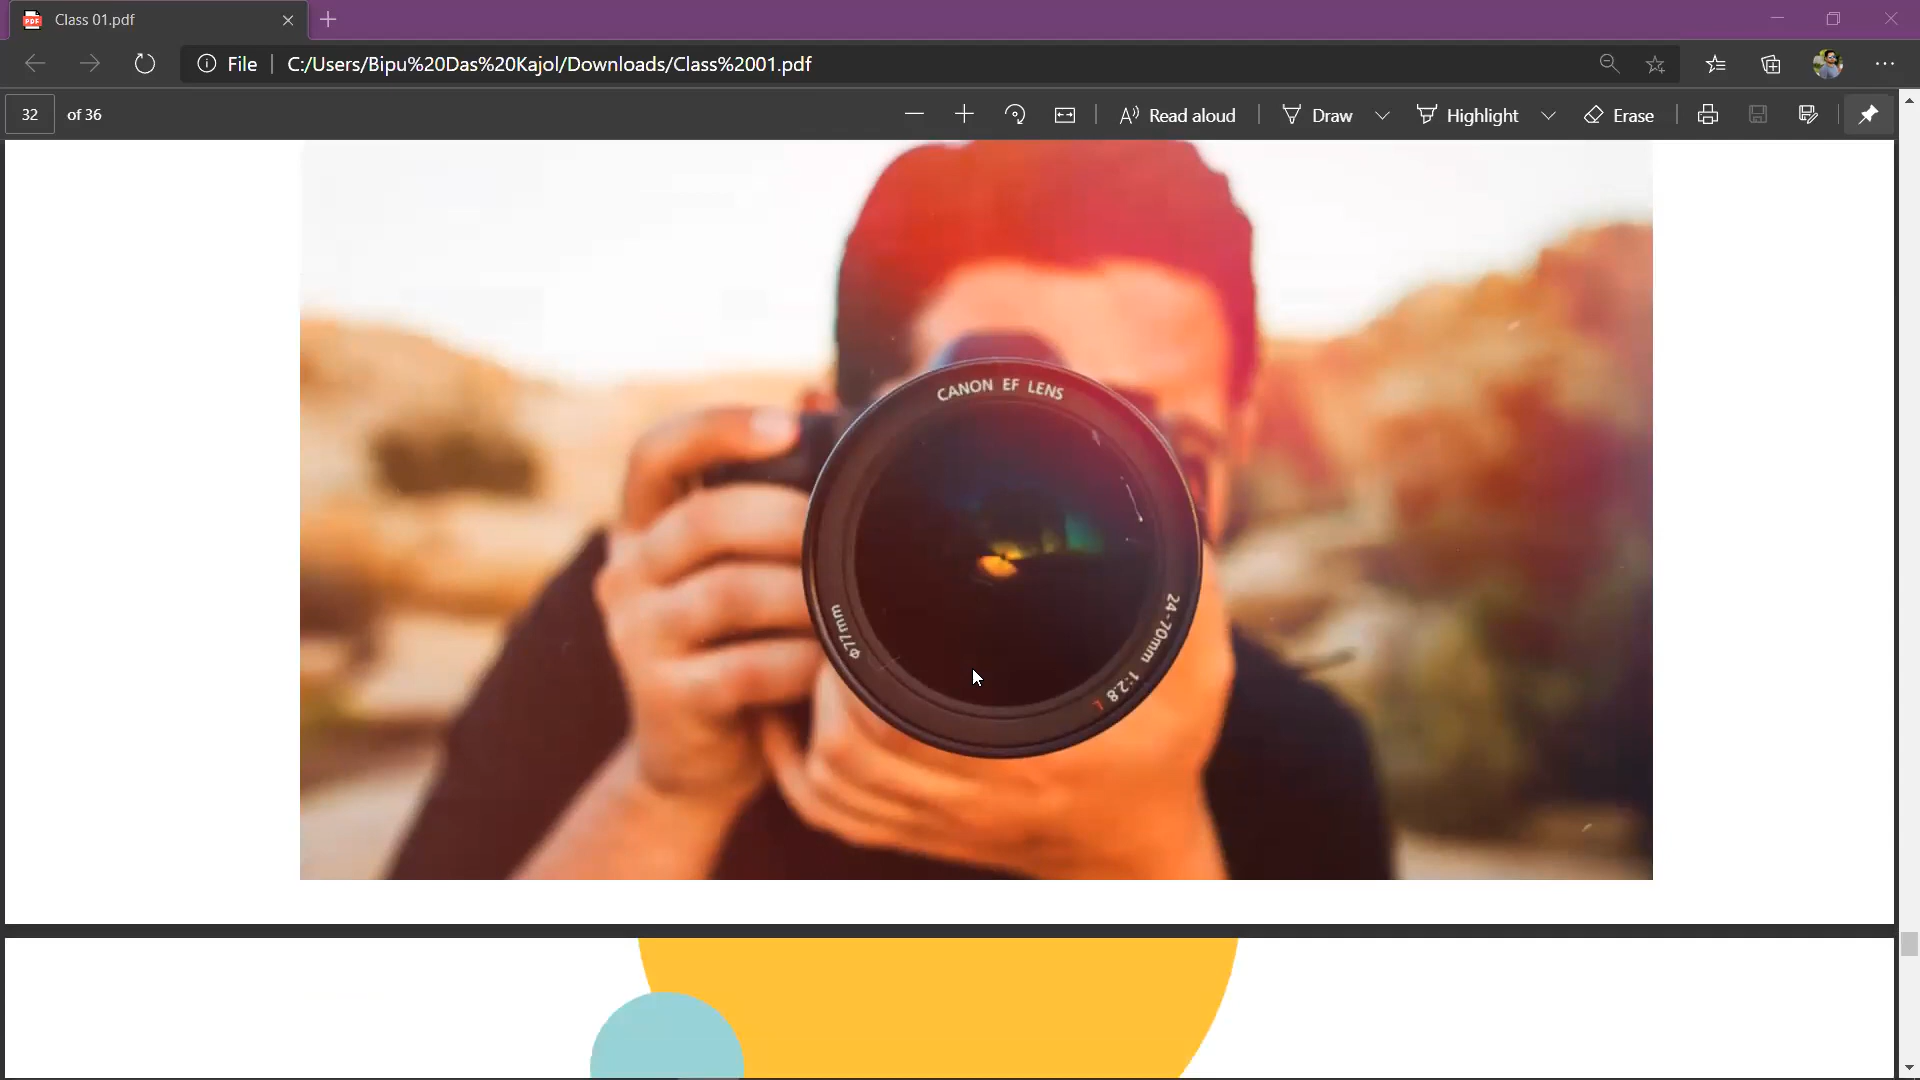 Class 01.pdf
File
C:/Users/Bipu%20Das%20Kajol/Downloads/Class%2001.pdf
32 of 36
Read aloud
Draw
Highlight
Erase
CANON EF LENS
Φ77mm
24-70mm 1:2.8 L